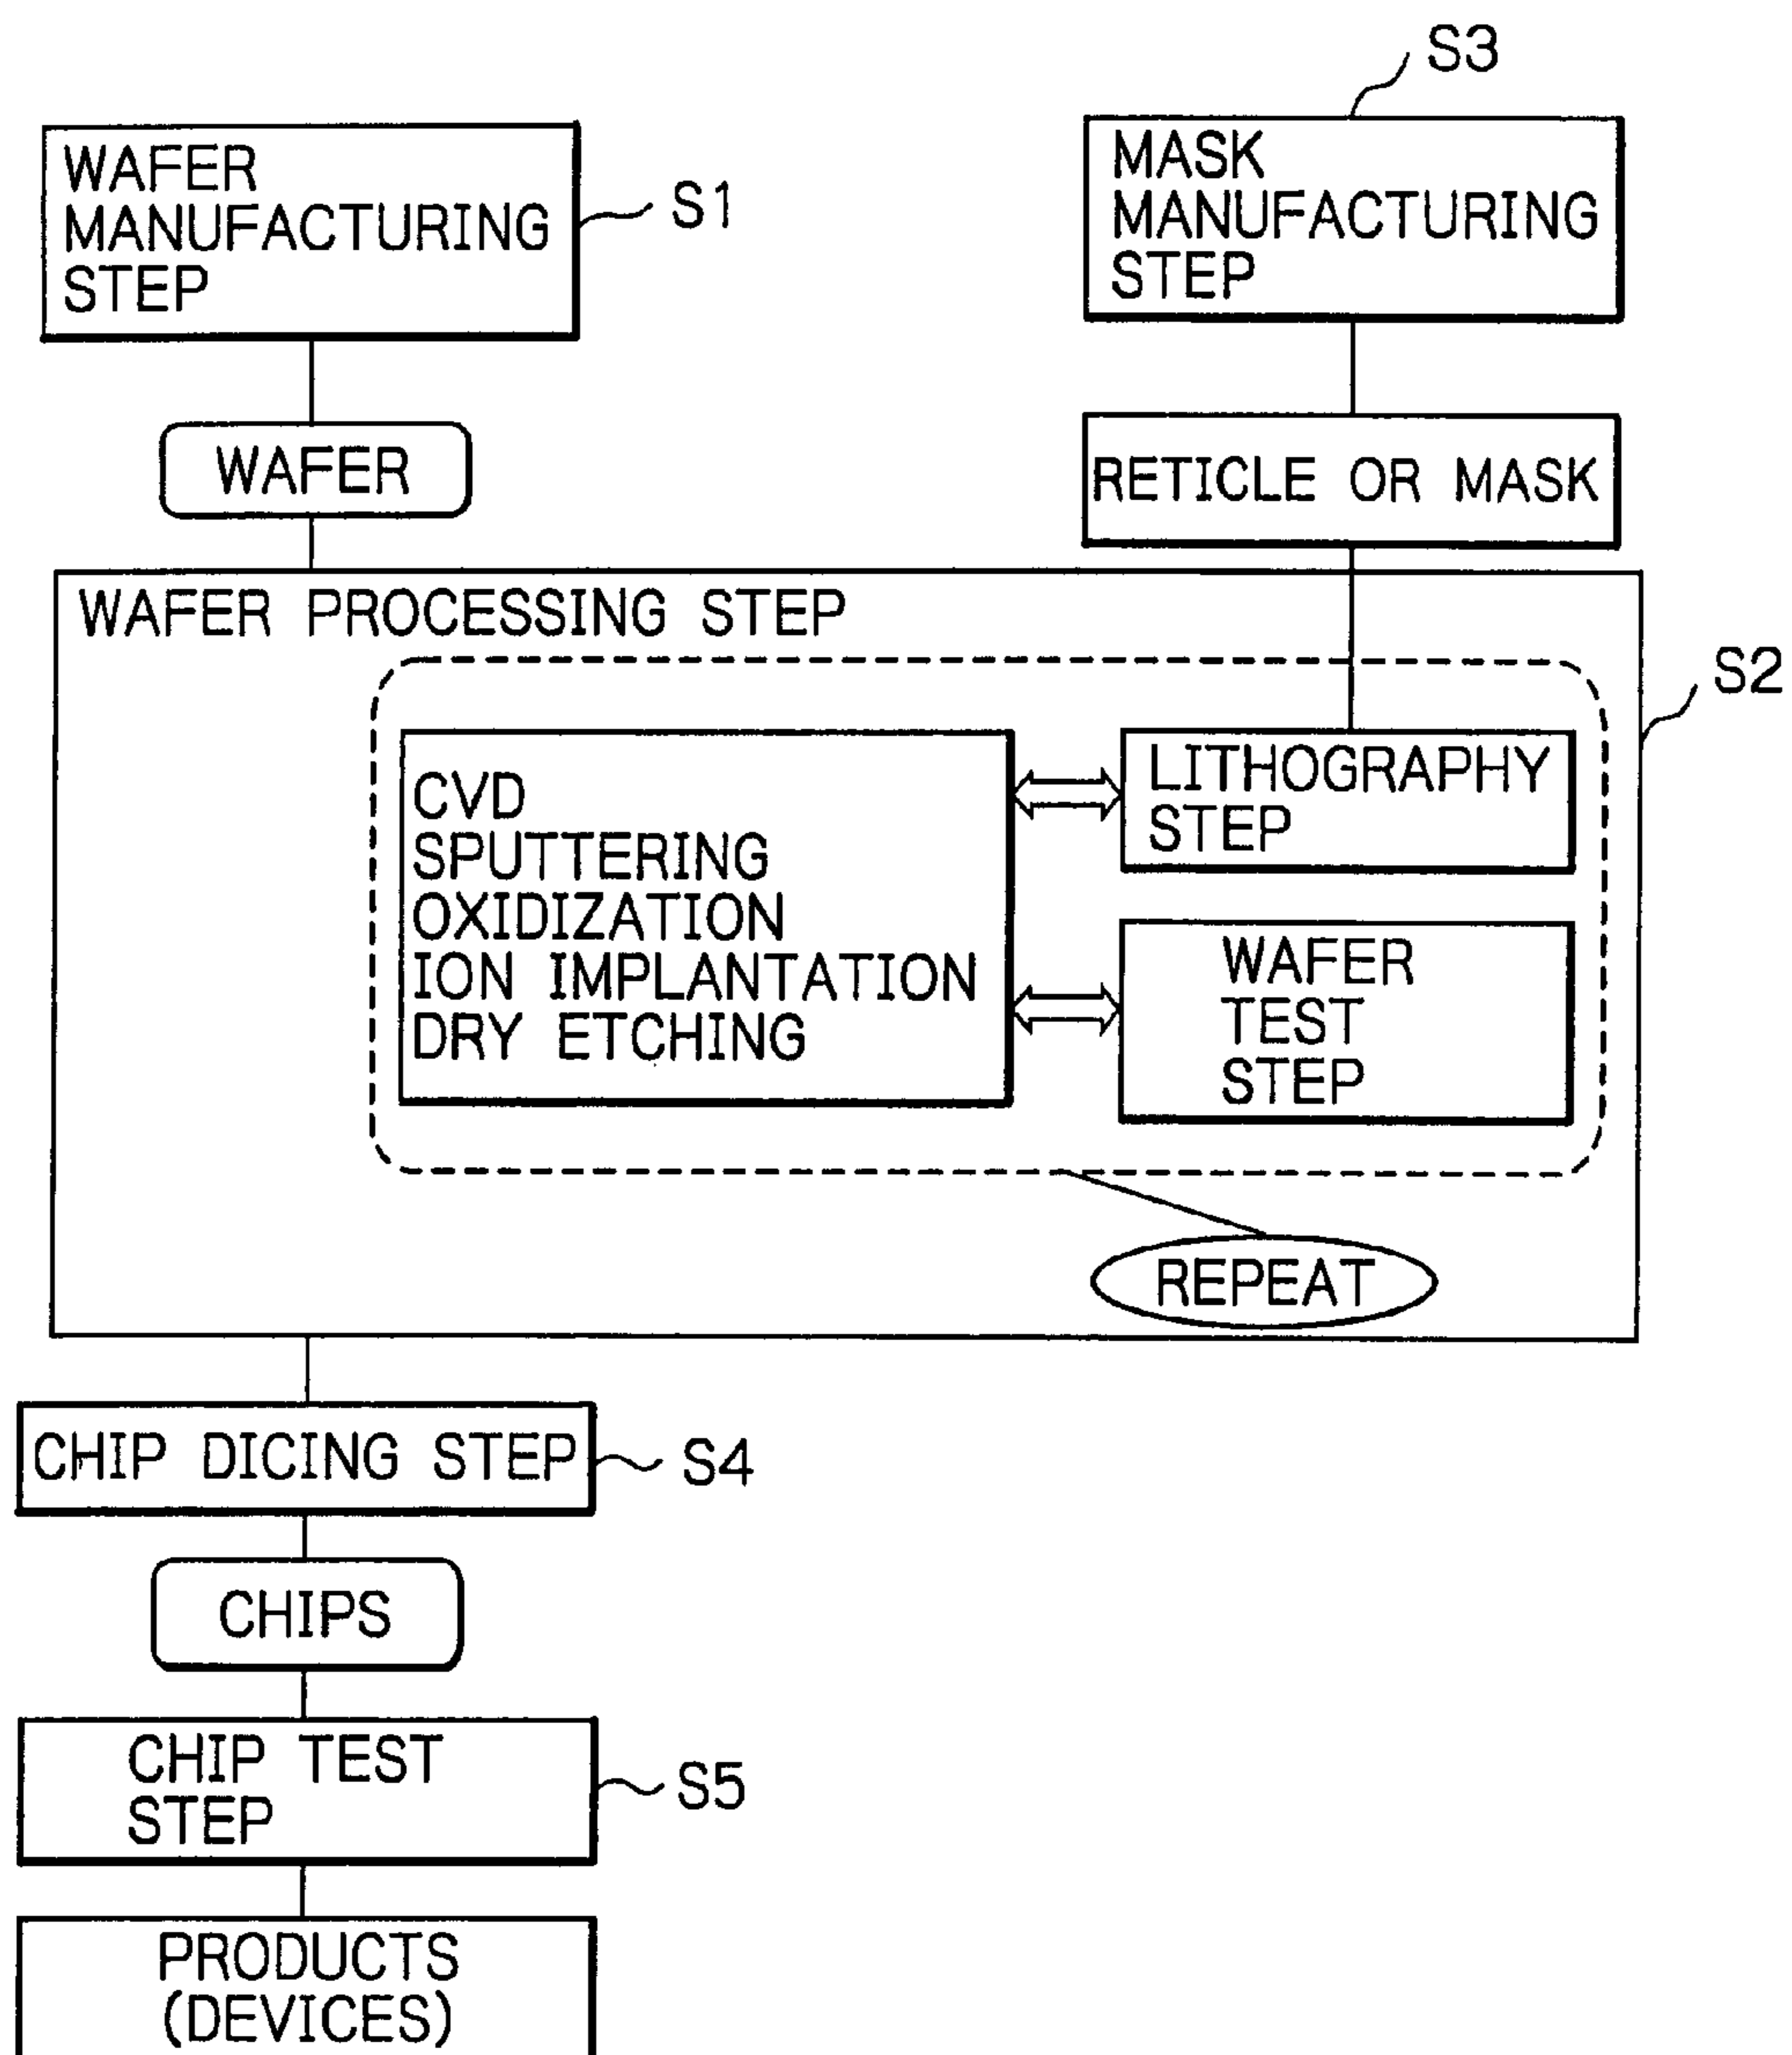 S3
WAFER
MANUFACTURING
STEP
S1
MASK
MANUFACTURING
STEP
WAFER
RETICLE OR MASK
WAFER PROCESSING STEP
S2
CVD
SPUTTERING
OXIDIZATION
ION IMPLANTATION
DRY ETCHING
LITHOGRAPHY
STEP
WAFER
TEST
STEP
REPEAT
CHIP DICING STEP
S4
CHIPS
CHIP TEST
STEP
S5
PRODUCTS
(DEVICES)